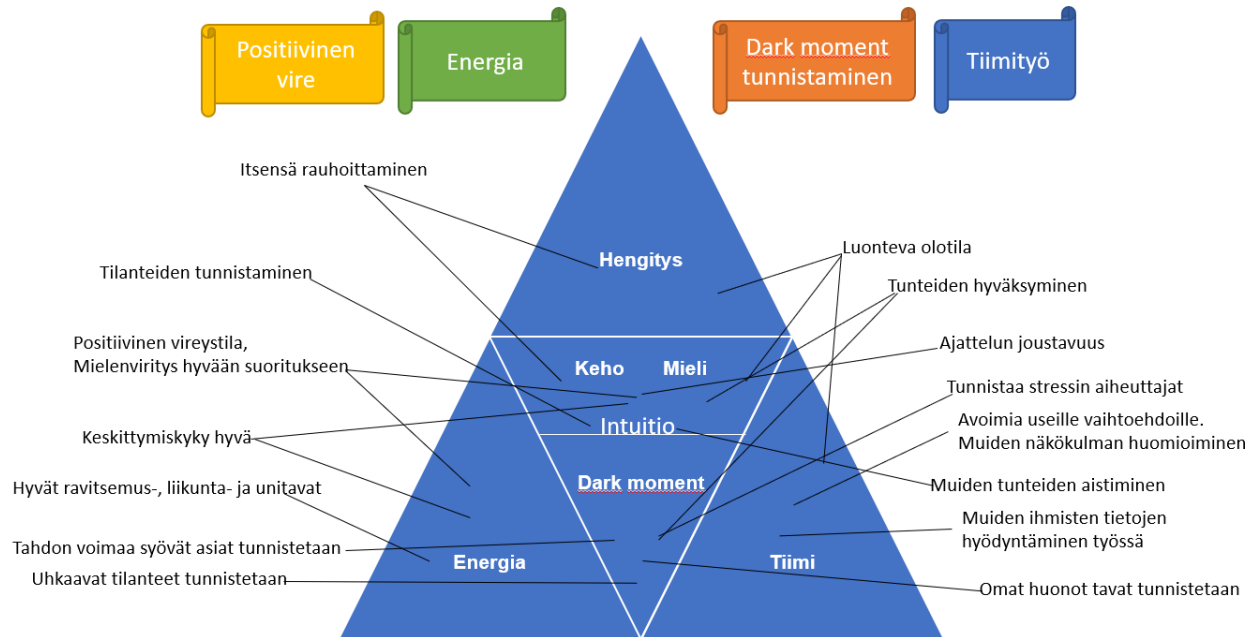 Positiivinen
vire
Energia
Dark moment
tunnistaminen
Tiimityö
Itsensä rauhoittaminen
Hengitys
Luonteva olotila
Tilanteiden tunnistaminen
Tunteiden hyväksyminen
Positiivinen vireystila,
Mielenviritys hyvään suoritukseen
Keho
Mieli
Ajattelun joustavuus
Tunnistaa stressin aiheuttajat
Keskittymiskyky hyvä
Intuitio
Avoimia useille vaihtoehdoille.
Muiden näkökulman huomioiminen
Hyvät ravitsemus-, liikunta- ja unitavat
Dark moment
Muiden tunteiden aistiminen
Tahdon voimaa syövät asiat tunnistetaan
Muiden ihmisten tietojen
hyödyntäminen työssä
Energia
Tiimi
Uhkaavat tilanteet tunnistetaan
Omat huonot tavat tunnistetaan